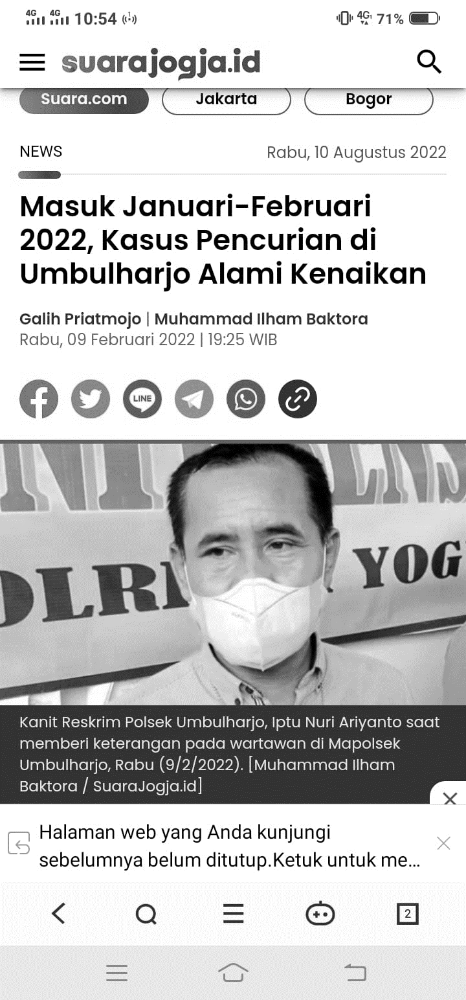 4G 4G 10:54 4G 71%
suarajogja.id
Suara.com Jakarta Bogor
NEWS Rabu, 10 Augustus 2022
Masuk Januari-Februari
2022, Kasus Pencurian di
Umbulharjo Alami Kenaikan
Galih Priatmojo | Muhammad Ilham Baktora
Rabu, 09 Februari 2022 | 19:25 WIB
LINE
OLRE YOG
Kanit Reskrim Polsek Umbulharjo, Iptu Nuri Ariyanto saat
memberi keterangan pada wartawan di Mapolsek
Umbulharjo, Rabu (9/2/2022). [Muhammad Ilham
Baktora / SuaraJogja.id]
Halaman web yang Anda kunjungi
sebelumnya belum ditutup.Ketuk untuk me...
2